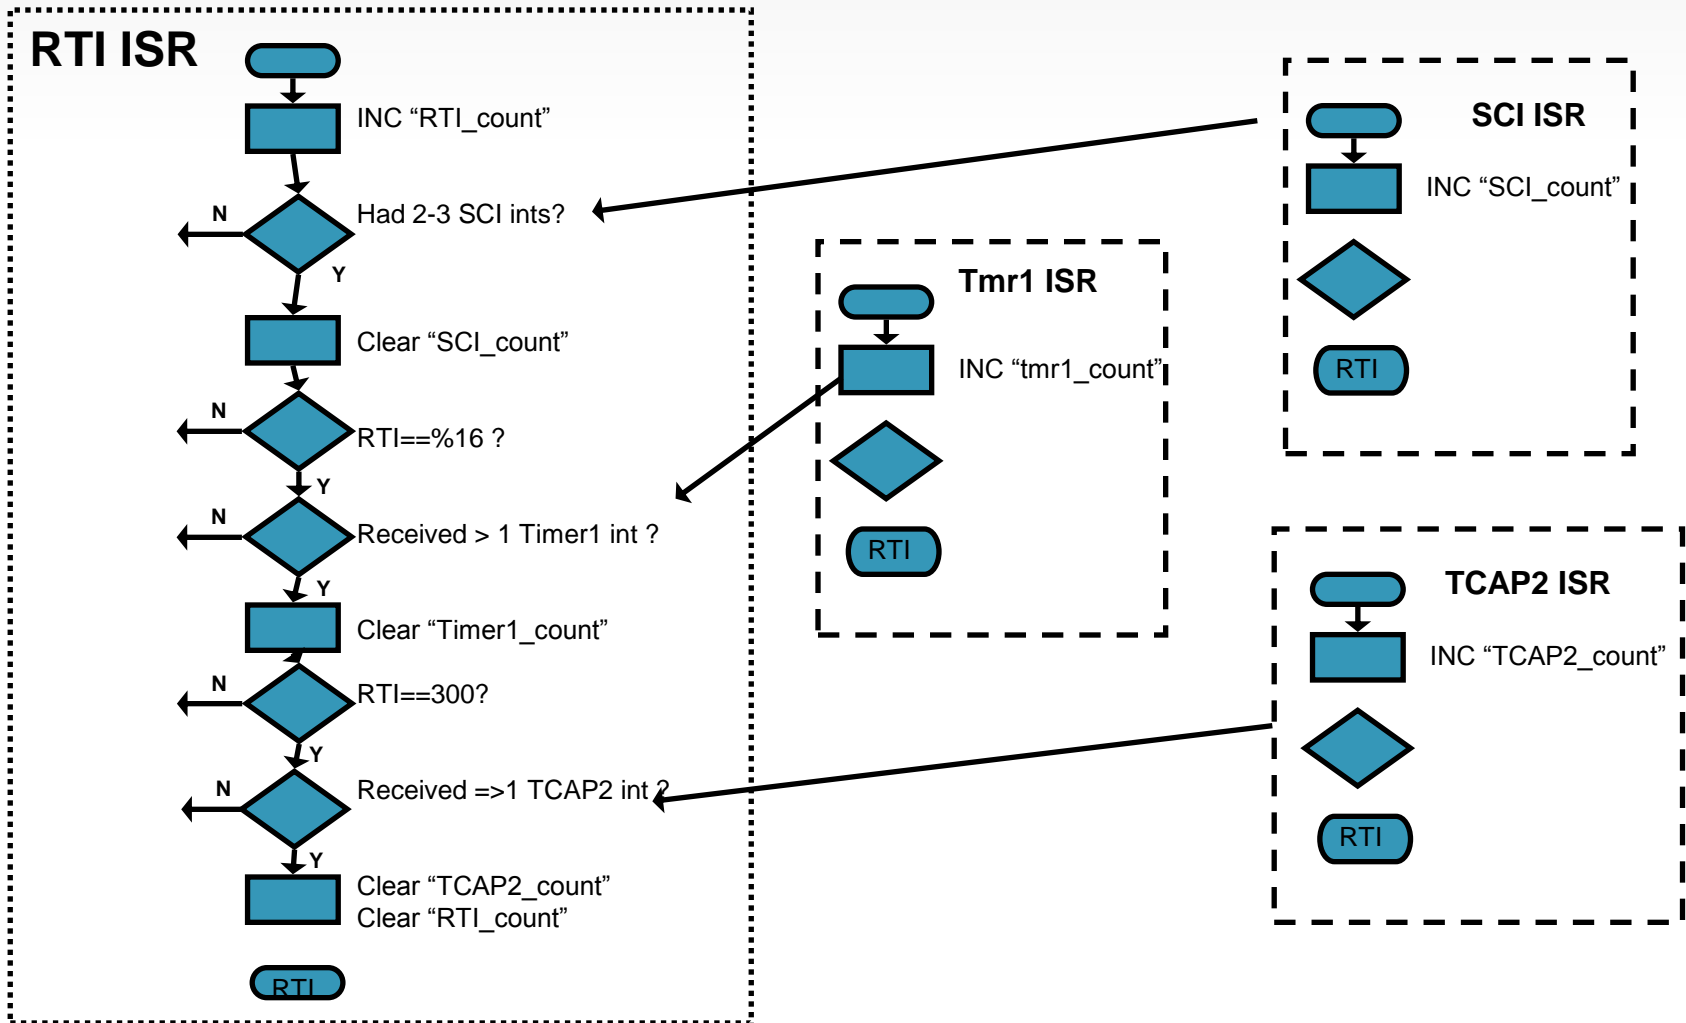 RTI ISR
INC “RTI_count”
N
Had 2-3 SCI ints?
Y
Clear “SCI_count”
N
RTI==%16 ?
Y
N
Received > 1 Timer1 int ?
Y
Clear “Timer1_count”
N
RTI==300?
Y
N
Received =>1 TCAP2 int ?
Y
Clear “TCAP2_count”
Clear “RTI_count”
RTI
Tmr1 ISR
INC “tmr1_count”
RTI
SCI ISR
INC “SCI_count”
RTI
TCAP2 ISR
INC “TCAP2_count”
RTI